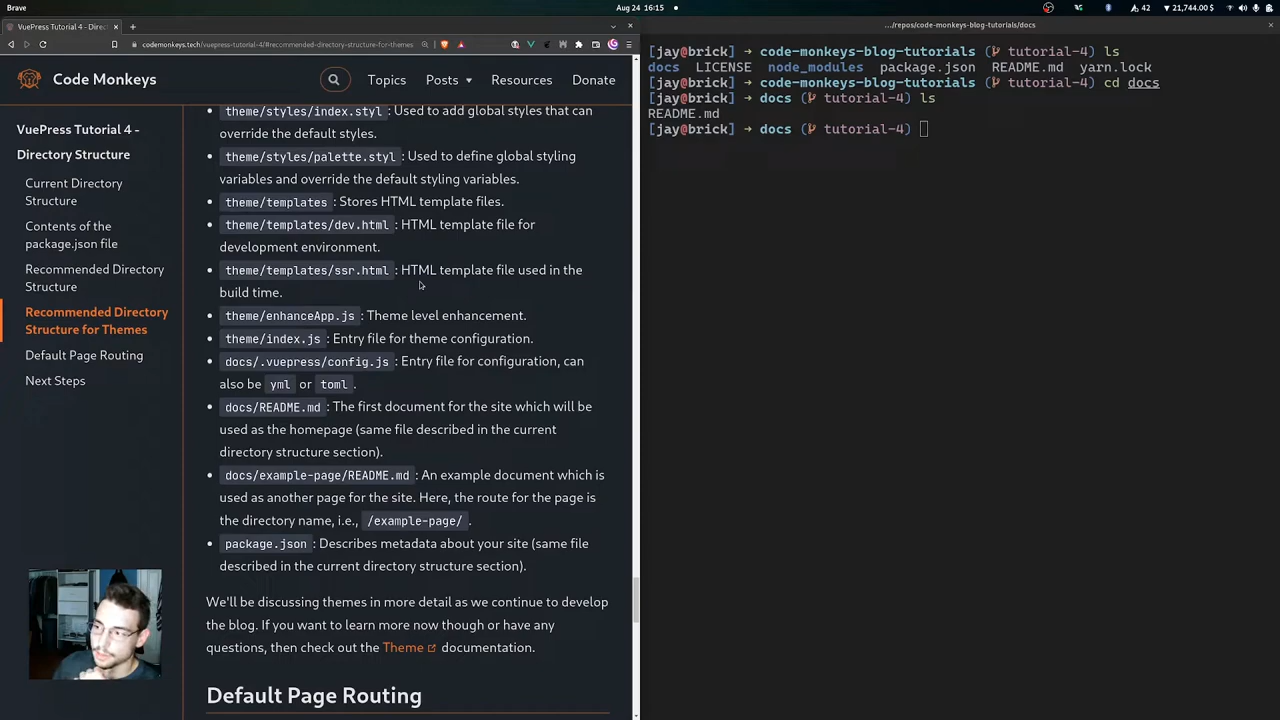 Brave
Aug 24 16:15
42
21,744.00 $
VuePress Tutorial 4 - Direc
codemonkeys.tech/vuepress-tutorial-4/#recommended-directory-structure-for-themes
.../repos/code-monkeys-blog-tutorials/docs
Code Monkeys
Topics
Posts
Resources
Donate
VuePress Tutorial 4 -
Directory Structure
Current Directory
Structure
Contents of the
package.json file
Recommended Directory
Structure
Recommended Directory
Structure for Themes
Default Page Routing
Next Steps
theme/styles/index.styl : Used to add global styles that can
override the default styles.
theme/styles/palette.styl : Used to define global styling
variables and override the default styling variables.
theme/templates : Stores HTML template files.
theme/templates/dev.html : HTML template file for
development environment.
theme/templates/ssr.html : HTML template file used in the
build time.
theme/enhanceApp.js : Theme level enhancement.
theme/index.js : Entry file for theme configuration.
docs/.vuepress/config.js : Entry file for configuration, can
also be yml or toml .
docs/README.md : The first document for the site which will be
used as the homepage (same file described in the current
directory structure section).
docs/example-page/README.md : An example document which is
used as another page for the site. Here, the route for the page is
the directory name, i.e., /example-page/ .
package.json : Describes metadata about your site (same file
described in the current directory structure section).
We'll be discussing themes in more detail as we continue to develop
the blog. If you want to learn more now though or have any
questions, then check out the Theme documentation.
Default Page Routing
[jay@brick] → code-monkeys-blog-tutorials ( tutorial-4) ls
docs LICENSE node_modules package.json README.md yarn.lock
[jay@brick] → code-monkeys-blog-tutorials ( tutorial-4) cd docs
[jay@brick] → docs ( tutorial-4) ls
README.md
[jay@brick] → docs ( tutorial-4)